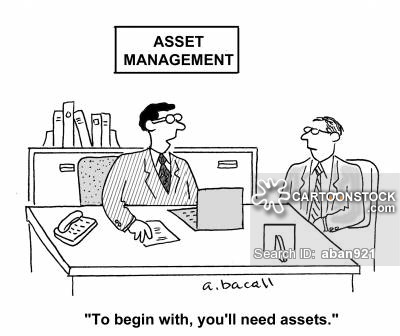 ASSET
MANAGEMENT
CARTOONSTOCK
.com
Search ID: aban921
a.bacall
"To begin with, you'll need assets."